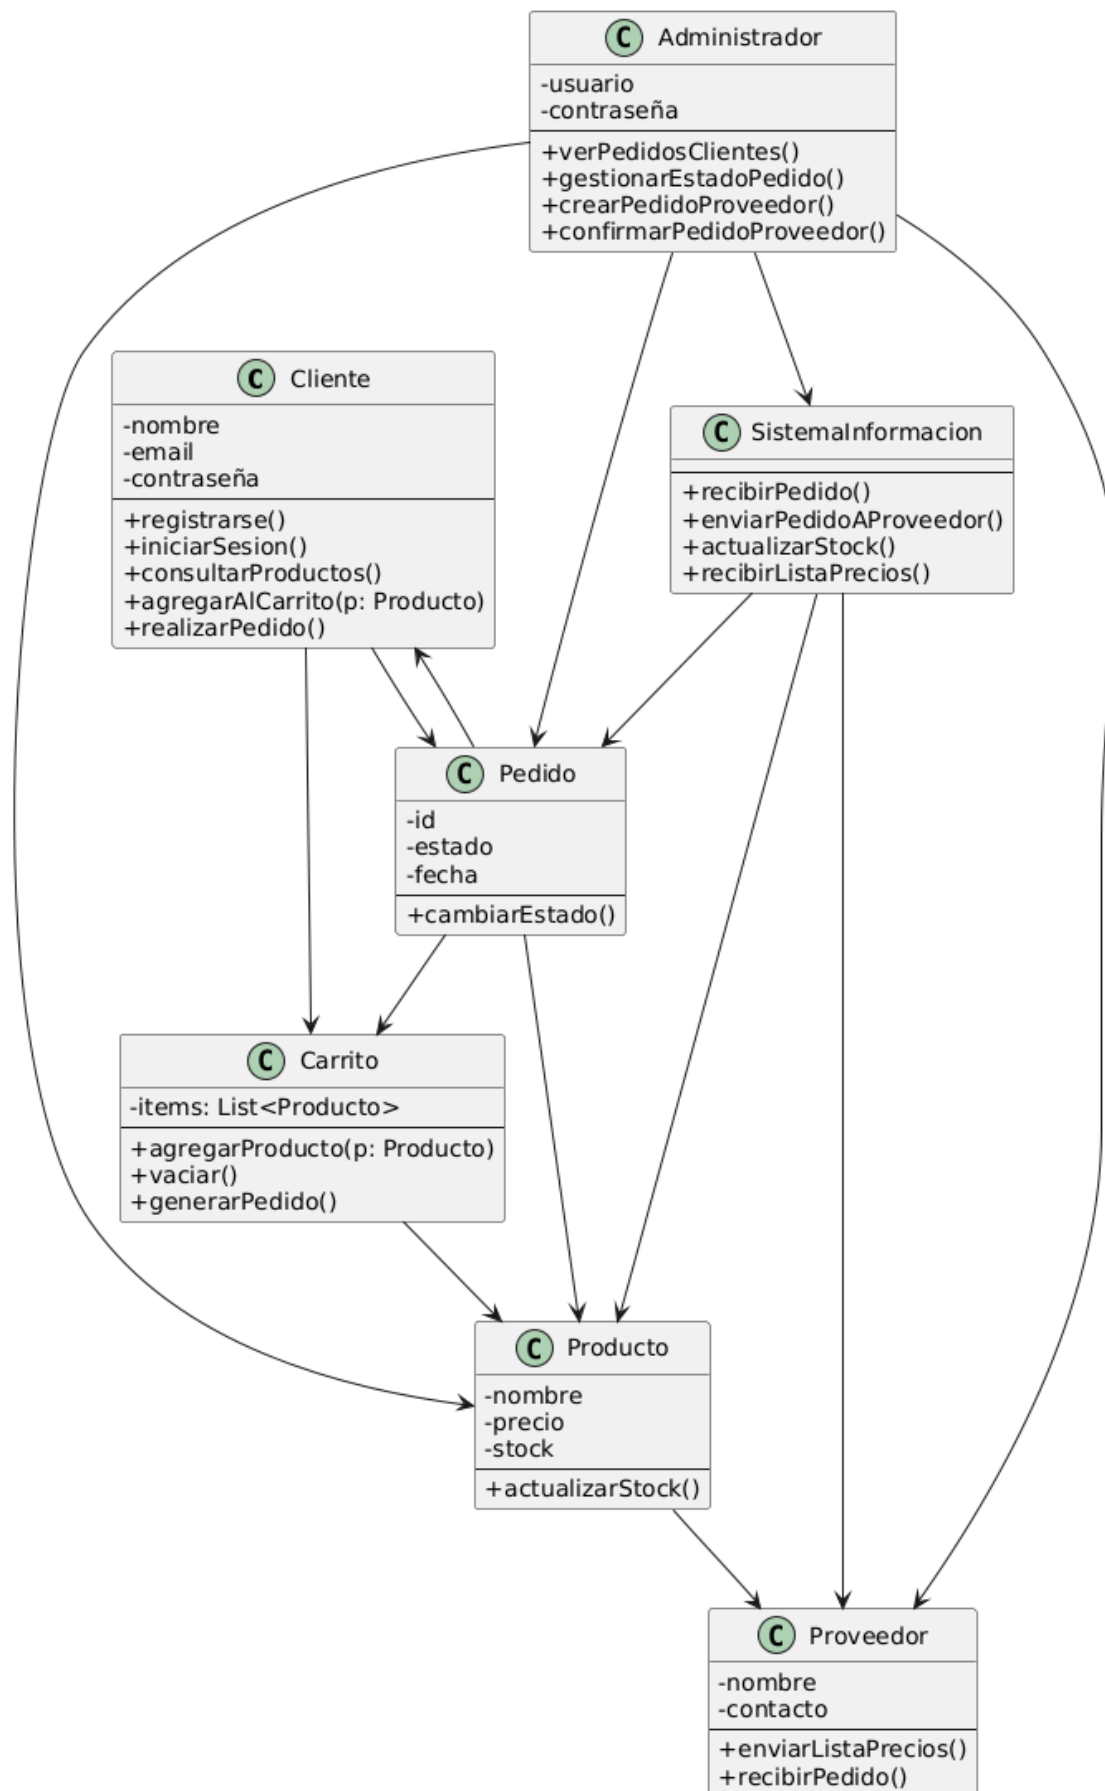 C Administrador
-usuario
-contraseña
+verPedidosClientes()
+gestionarEstadoPedido()
+crearPedidoProveedor()
+confirmarPedidoProveedor()
C Cliente
-nombre
-email
-contraseña
+registrarse()
+iniciarSesion()
+consultarProductos()
+agregarAlCarrito(p: Producto)
+realizarPedido()
C SistemaInformacion
+recibirPedido()
+enviarPedidoAProveedor()
+actualizarStock()
+recibirListaPrecios()
C Pedido
-id
-estado
-fecha
+cambiarEstado()
C Carrito
-items: List<Producto>
+agregarProducto(p: Producto)
+vaciar()
+generarPedido()
C Producto
-nombre
-precio
-stock
+actualizarStock()
C Proveedor
-nombre
-contacto
+enviarListaPrecios()
+recibirPedido()